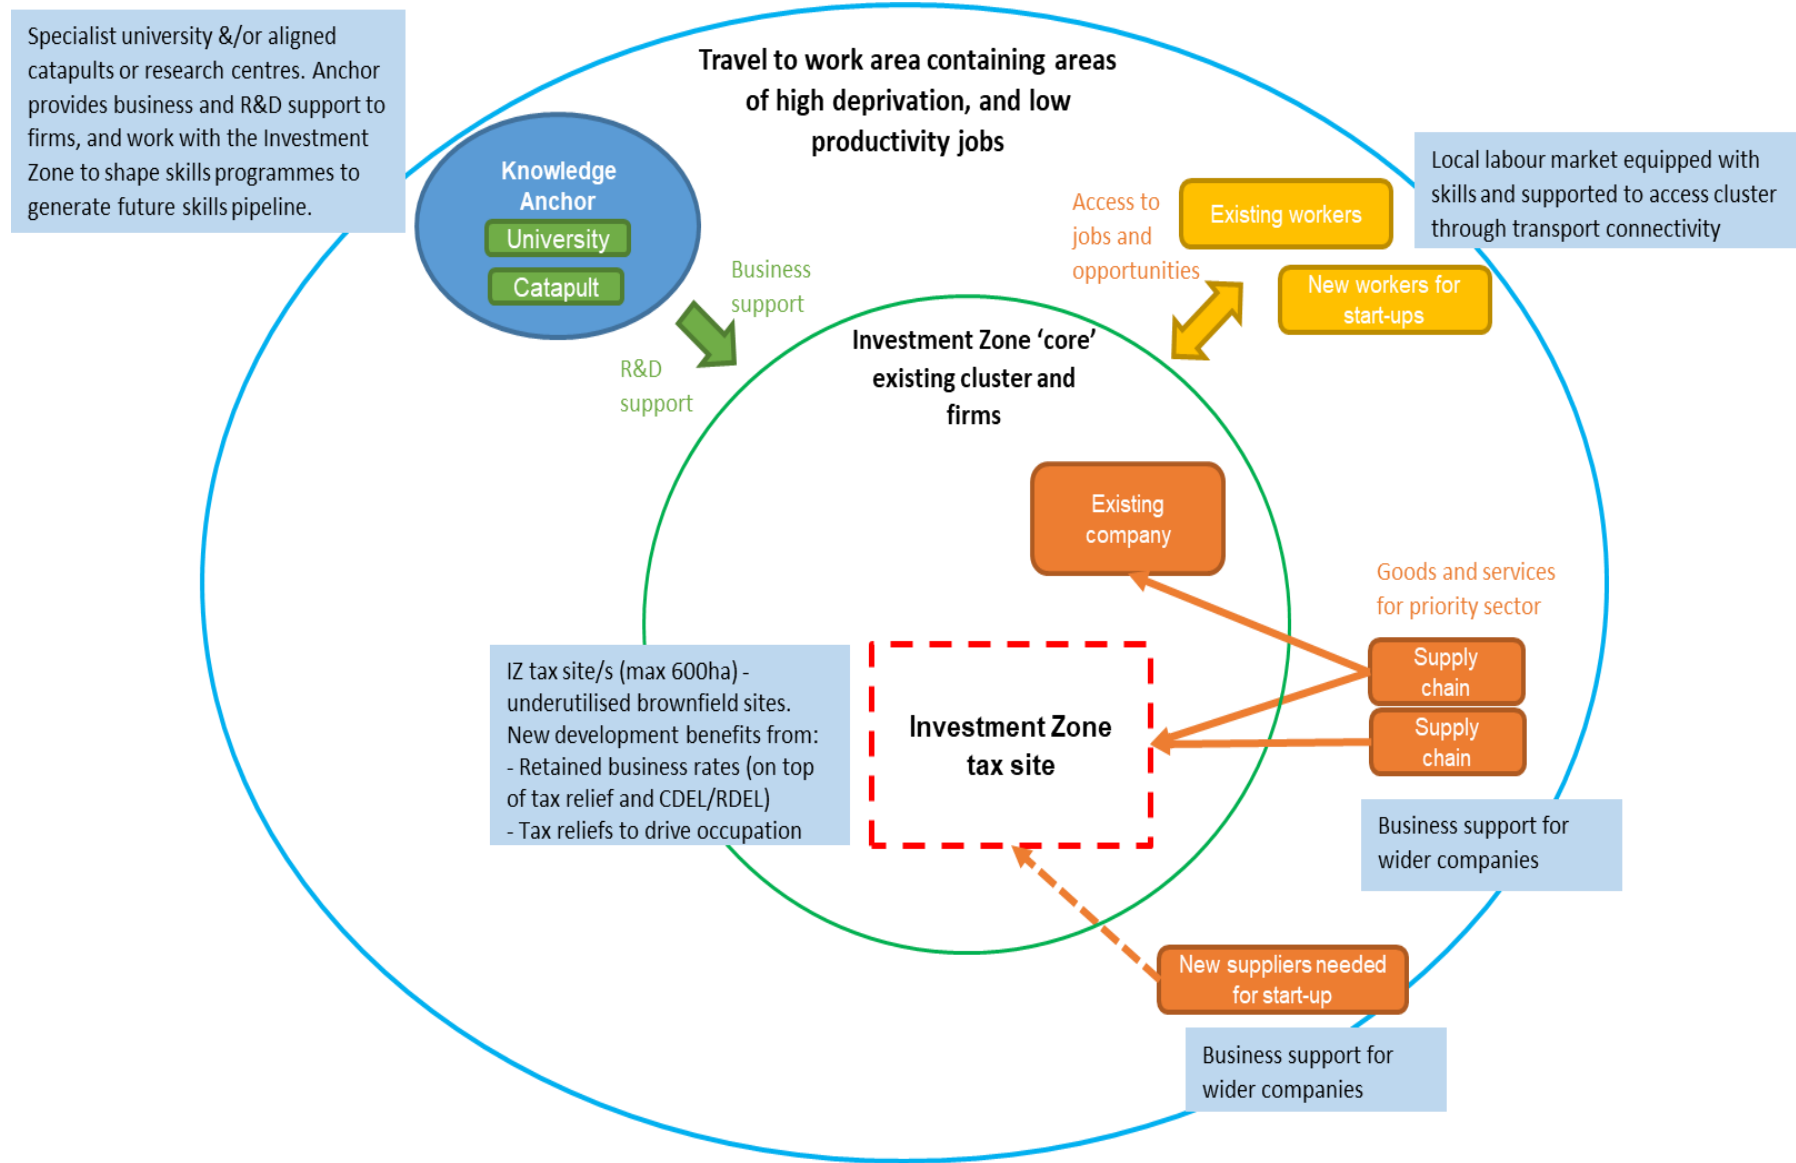 Specialist university &/or aligned
catapults or research centres. Anchor
provides business and R&D support to
firms, and work with the Investment
Zone to shape skills programmes to
generate future skills pipeline.
Travel to work area containing areas
of high deprivation, and low
productivity jobs
Knowledge
Anchor
University
Catapult
Business
support
R&D
support
Access to
jobs and
opportunities
Existing workers
New workers for
start-ups
Local labour market equipped with
skills and supported to access cluster
through transport connectivity
Investment Zone ‘core’
existing cluster and
firms
Existing
company
Goods and services
for priority sector
Supply
chain
Supply
chain
IZ tax site/s (max 600ha) -
underutilised brownfield sites.
New development benefits from:
- Retained business rates (on top
of tax relief and CDEL/RDEL)
- Tax reliefs to drive occupation
Investment Zone
tax site
Business support for
wider companies
New suppliers needed
for start-up
Business support for
wider companies